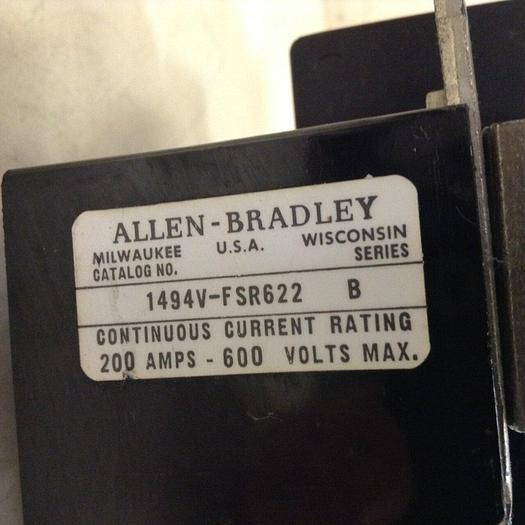 ALLEN-BRADLEY
MILWAUKEE U.S.A. WISCONSIN
CATALOG NO. SERIES
1494V-FSR622 B
CONTINUOUS CURRENT RATING
200 AMPS - 600 VOLTS MAX.